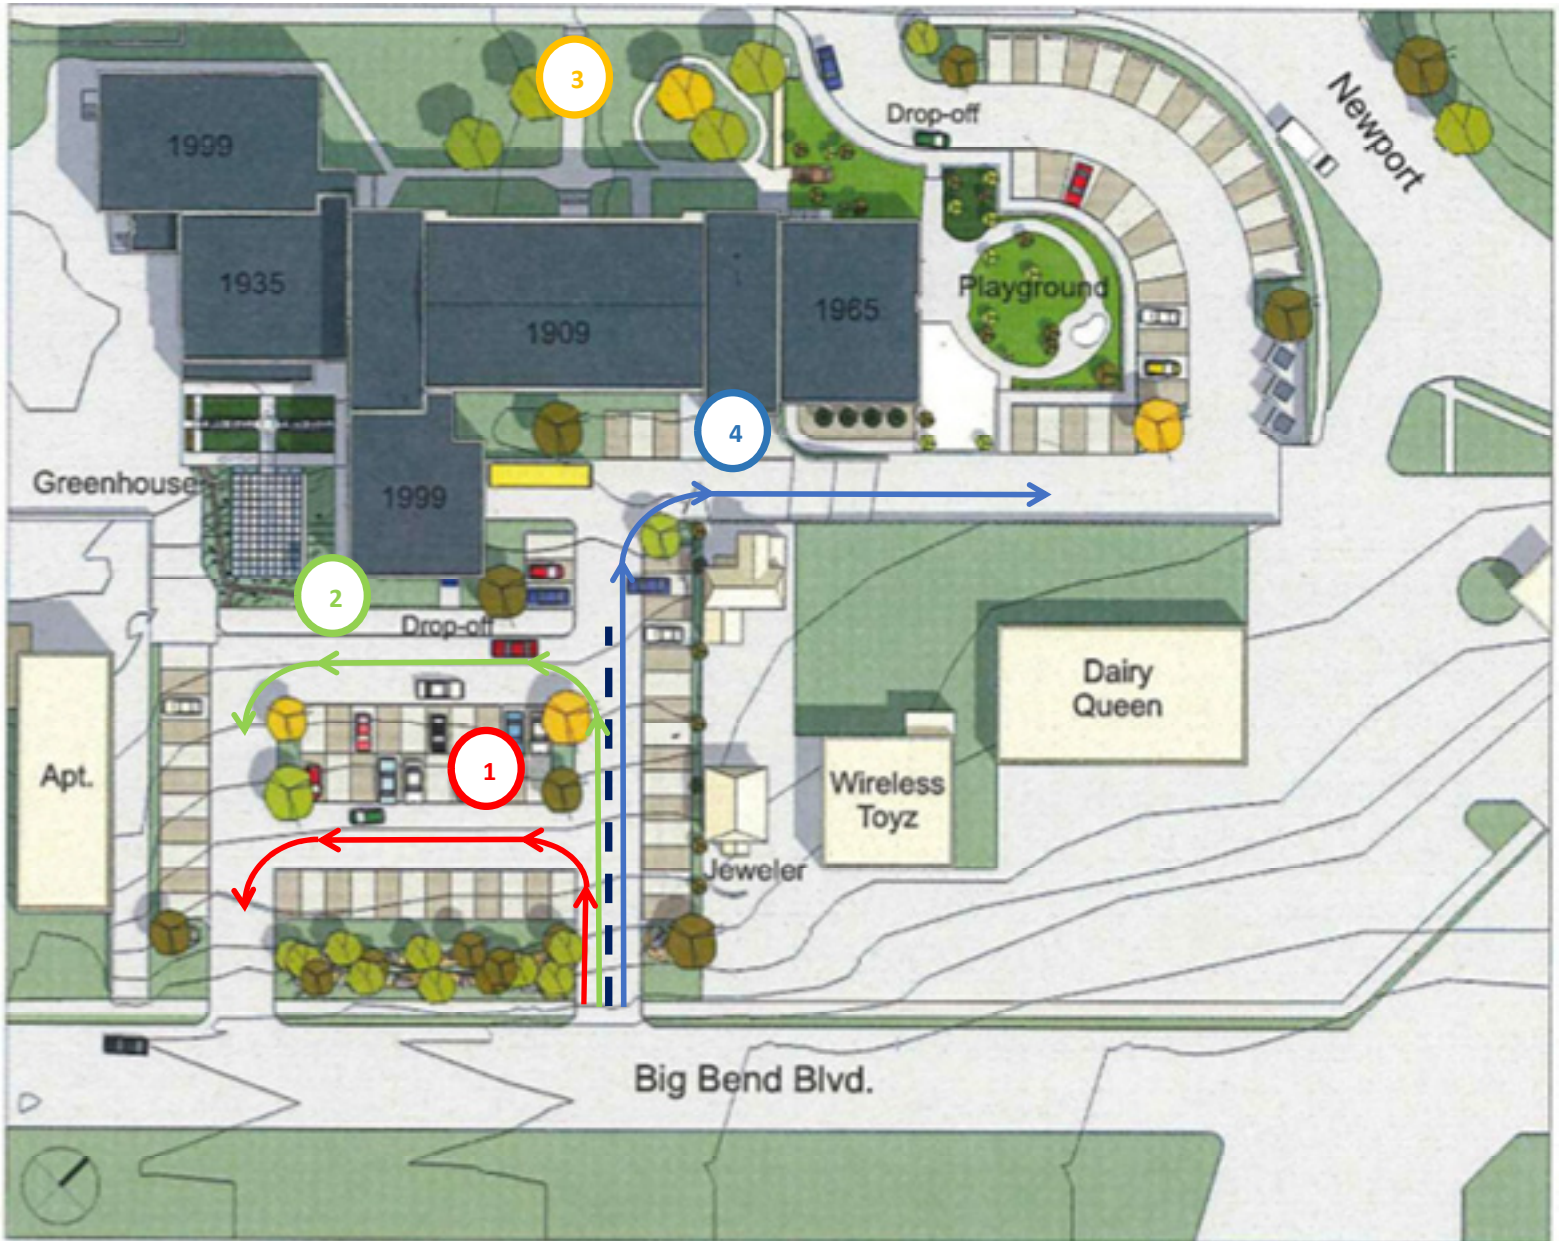 3
Drop-off
Newport
1999
1935
1909
1965
Playground
4
Greenhouse
1999
2
Drop-off
Dairy
Queen
1
Apt.
Wireless
Toyz
Jeweler
Big Bend Blvd.